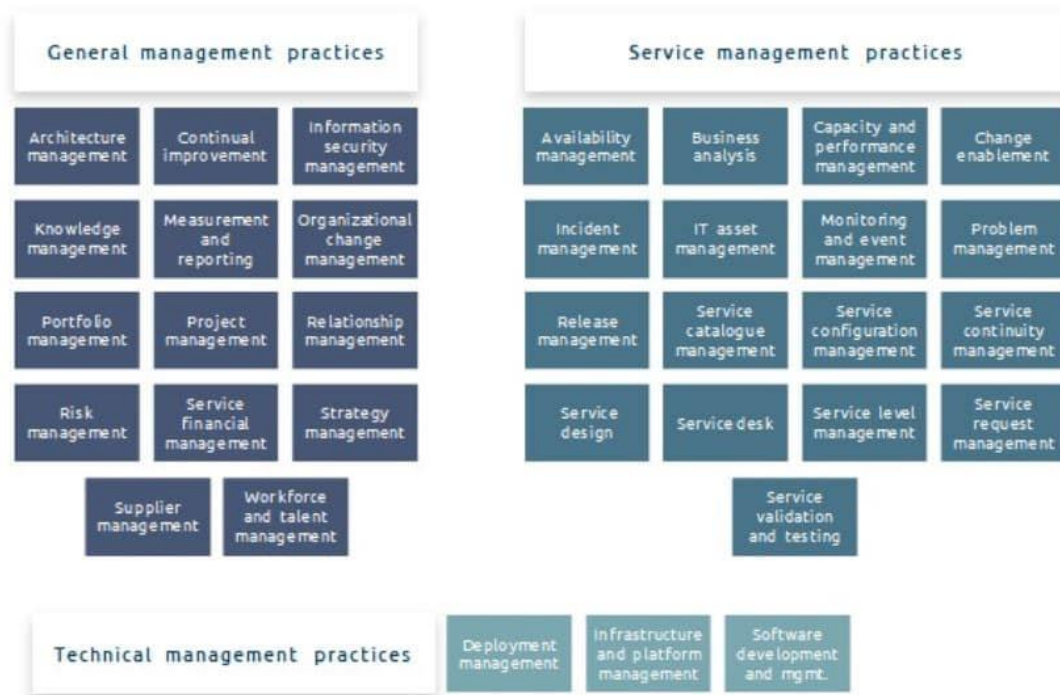 General management practices
Architecture
management
Continual
improvement
Information
security
management
Knowledge
management
Measurement
and
reporting
Organizational
change
management
Portfolio
management
Project
management
Relationship
management
Risk
management
Service
financial
management
Strategy
management
Supplier
management
Workforce
and talent
management
Service management practices
Availability
management
Business
analysis
Capacity and
performance
management
Change
enablement
Incident
management
IT asset
management
Monitoring
and event
management
Problem
management
Release
management
Service
catalogue
management
Service
configuration
management
Service
continuity
management
Service
design
Service desk
Service level
management
Service
request
management
Service
validation
and testing
Technical management practices
Deployment
management
Infrastructure
and platform
management
Software
development
and mgmt.